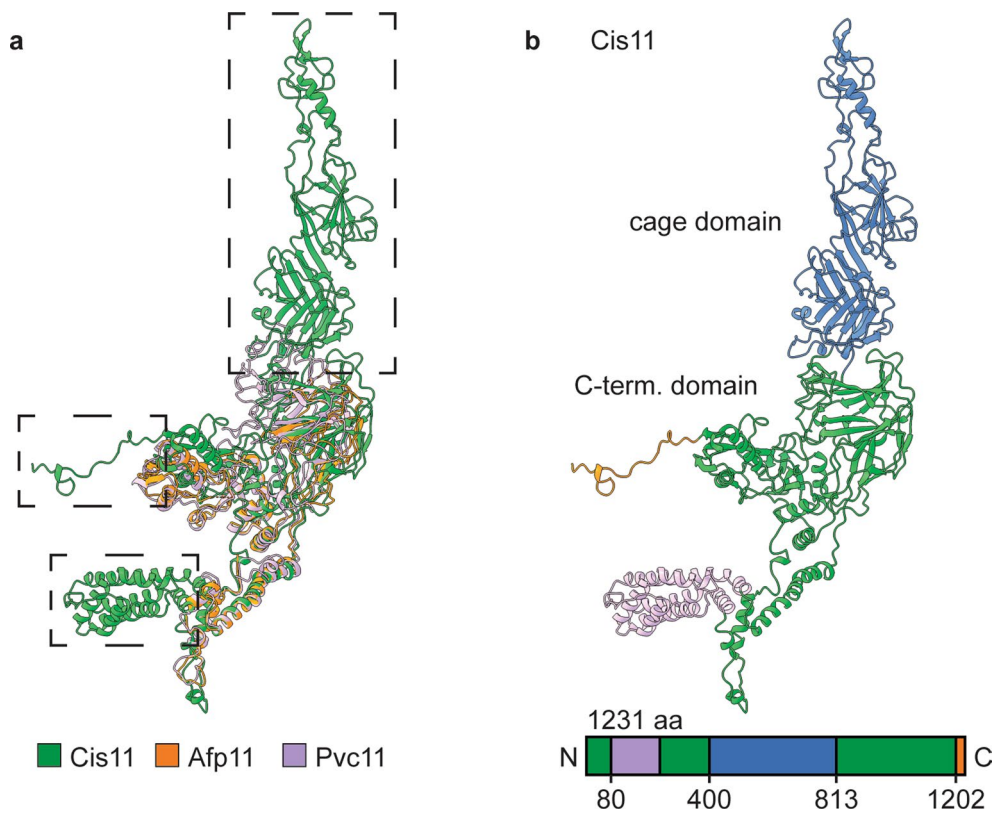 a
b Cis11
cage domain
C-term. domain
Cis11 Afp11 Pvc11
1231 aa
N C
80 400 813 1202